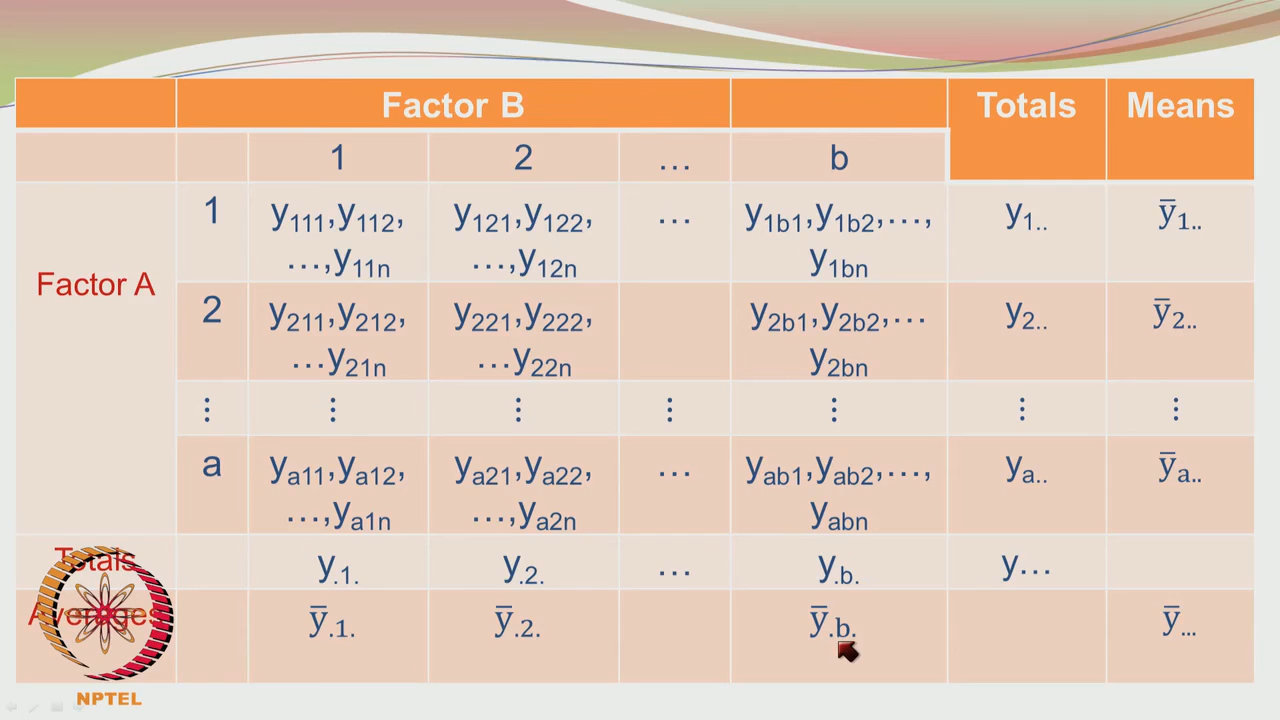 Factor B Totals Means
1 2 … b
1 y₁₁₁,y₁₁₂, y₁₂₁,y₁₂₂, … y₁b₁,y₁b₂,…, y₁.. ȳ₁..
…,y₁₁n …,y₁₂n y₁bn
Factor A
2 y₂₁₁,y₂₁₂, y₂₂₁,y₂₂₂, y₂b₁,y₂b₂,… y₂.. ȳ₂..
…y₂₁n …y₂₂n y₂bn
⋮ ⋮ ⋮ ⋮ ⋮ ⋮ ⋮
a yₐ₁₁,yₐ₁₂, yₐ₂₁,yₐ₂₂, … yₐb₁,yₐb₂,…, yₐ.. ȳₐ..
…,yₐ₁n …,yₐ₂n yₐbn
Totals y.₁. y.₂. … y.b. y…
Averages ȳ.₁. ȳ.₂. ȳ.b. ȳ...
NPTEL